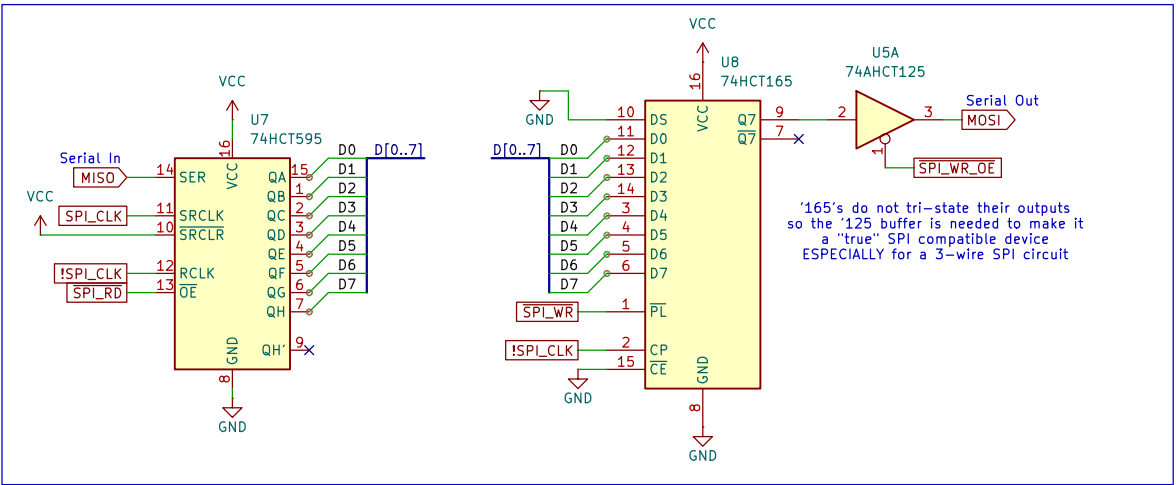 VCC
U7
74HCT595
Serial In
MISO
14
SER
16
VCC
VCC
SPI_CLK
11
SRCLK
10
SRCLR
!SPI_CLK
12
RCLK
SPI_RD
13
OE
QA
15
D0
QB
1
D1
QC
2
D2
QD
3
D3
QE
4
D4
QF
5
D5
QG
6
D6
QH
7
D7
QH'
9
GND
8
GND
D[0..7]
VCC
U8
74HCT165
16
VCC
GND
10
DS
D[0..7]
D0
11
D0
D1
12
D1
D2
13
D2
D3
14
D3
D4
3
D4
D5
4
D5
D6
5
D6
D7
6
D7
SPI_WR
1
PL
!SPI_CLK
2
CP
15
CE
GND
GND
8
GND
Q7
9
Q7
7
U5A
74AHCT125
2
3
1
Serial Out
MOSI
SPI_WR_OE
'165's do not tri-state their outputs
so the '125 buffer is needed to make it
a "true" SPI compatible device
ESPECIALLY for a 3-wire SPI circuit